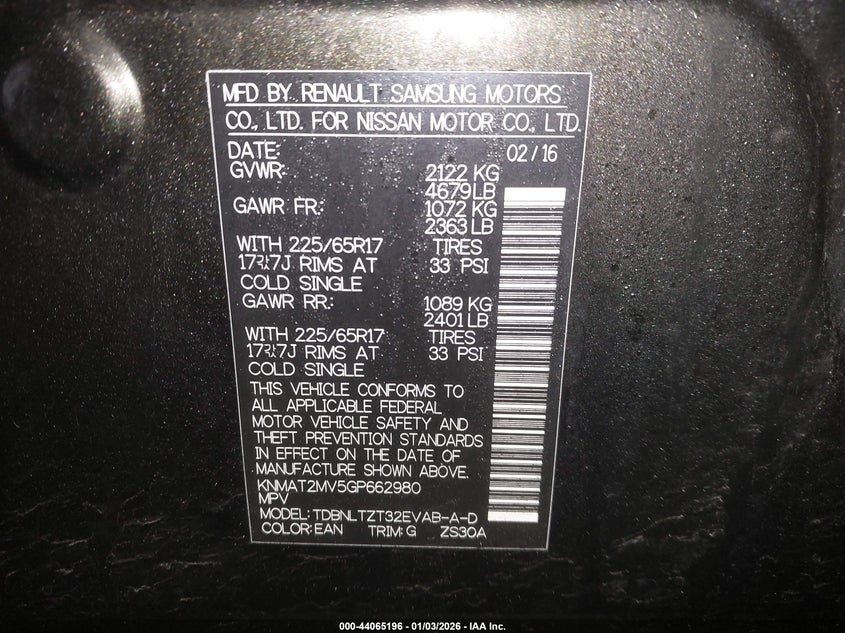 MFD BY RENAULT SAMSUNG MOTORS
CO., LTD. FOR NISSAN MOTOR CO., LTD.
DATE: 02/16
GVWR: 2122 KG
4679LB
GAWR FR: 1072 KG
2363 LB
WITH 225/65R17 TIRES
17X7J RIMS AT 33 PSI
COLD SINGLE
GAWR RR: 1089 KG
2401 LB
WITH 225/65R17 TIRES
17X7J RIMS AT 33 PSI
COLD SINGLE
THIS VEHICLE CONFORMS TO
ALL APPLICABLE FEDERAL
MOTOR VEHICLE SAFETY AND
THEFT PREVENTION STANDARDS
IN EFFECT ON THE DATE OF
MANUFACTURE SHOWN ABOVE.
KNMAT2MV5GP662980
MPV
MODEL: TDBNLTZT32EVAB-A-D
COLOR: EAN TRIM: G ZS30A
000-44065196 - 01/03/2026 - IAA Inc.